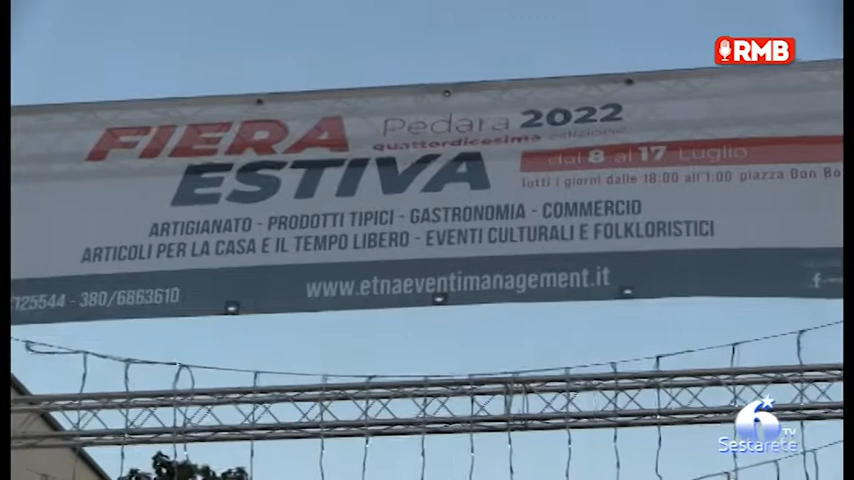 RMB
FIERA
ESTIVA
Pedara 2022
quattordicesima edizione
dal 8 al 17 Luglio
Tutti i giorni dalle 18:00 all'1:00 piazza Don Bo
ARTIGIANATO - PRODOTTI TIPICI - GASTRONOMIA - COMMERCIO
ARTICOLI PER LA CASA E IL TEMPO LIBERO - EVENTI CULTURALI E FOLKLORISTICI
125544 - 380/6863610
www.etnaeventimanagement.it
f
6 TV
Sestarete